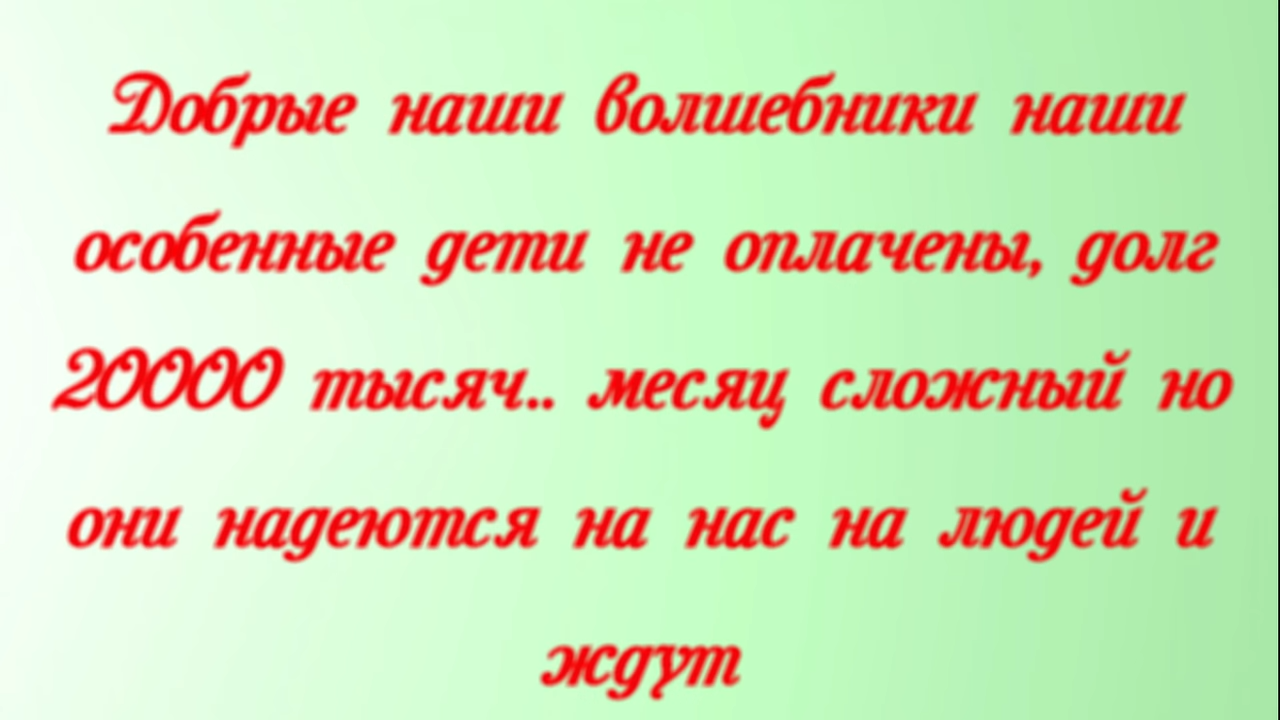 Добрые наши волшебники наши
особенные дети не оплачены, долг
20000 тысяч.. месяц сложный но
они надеются на нас на людей и
ждут